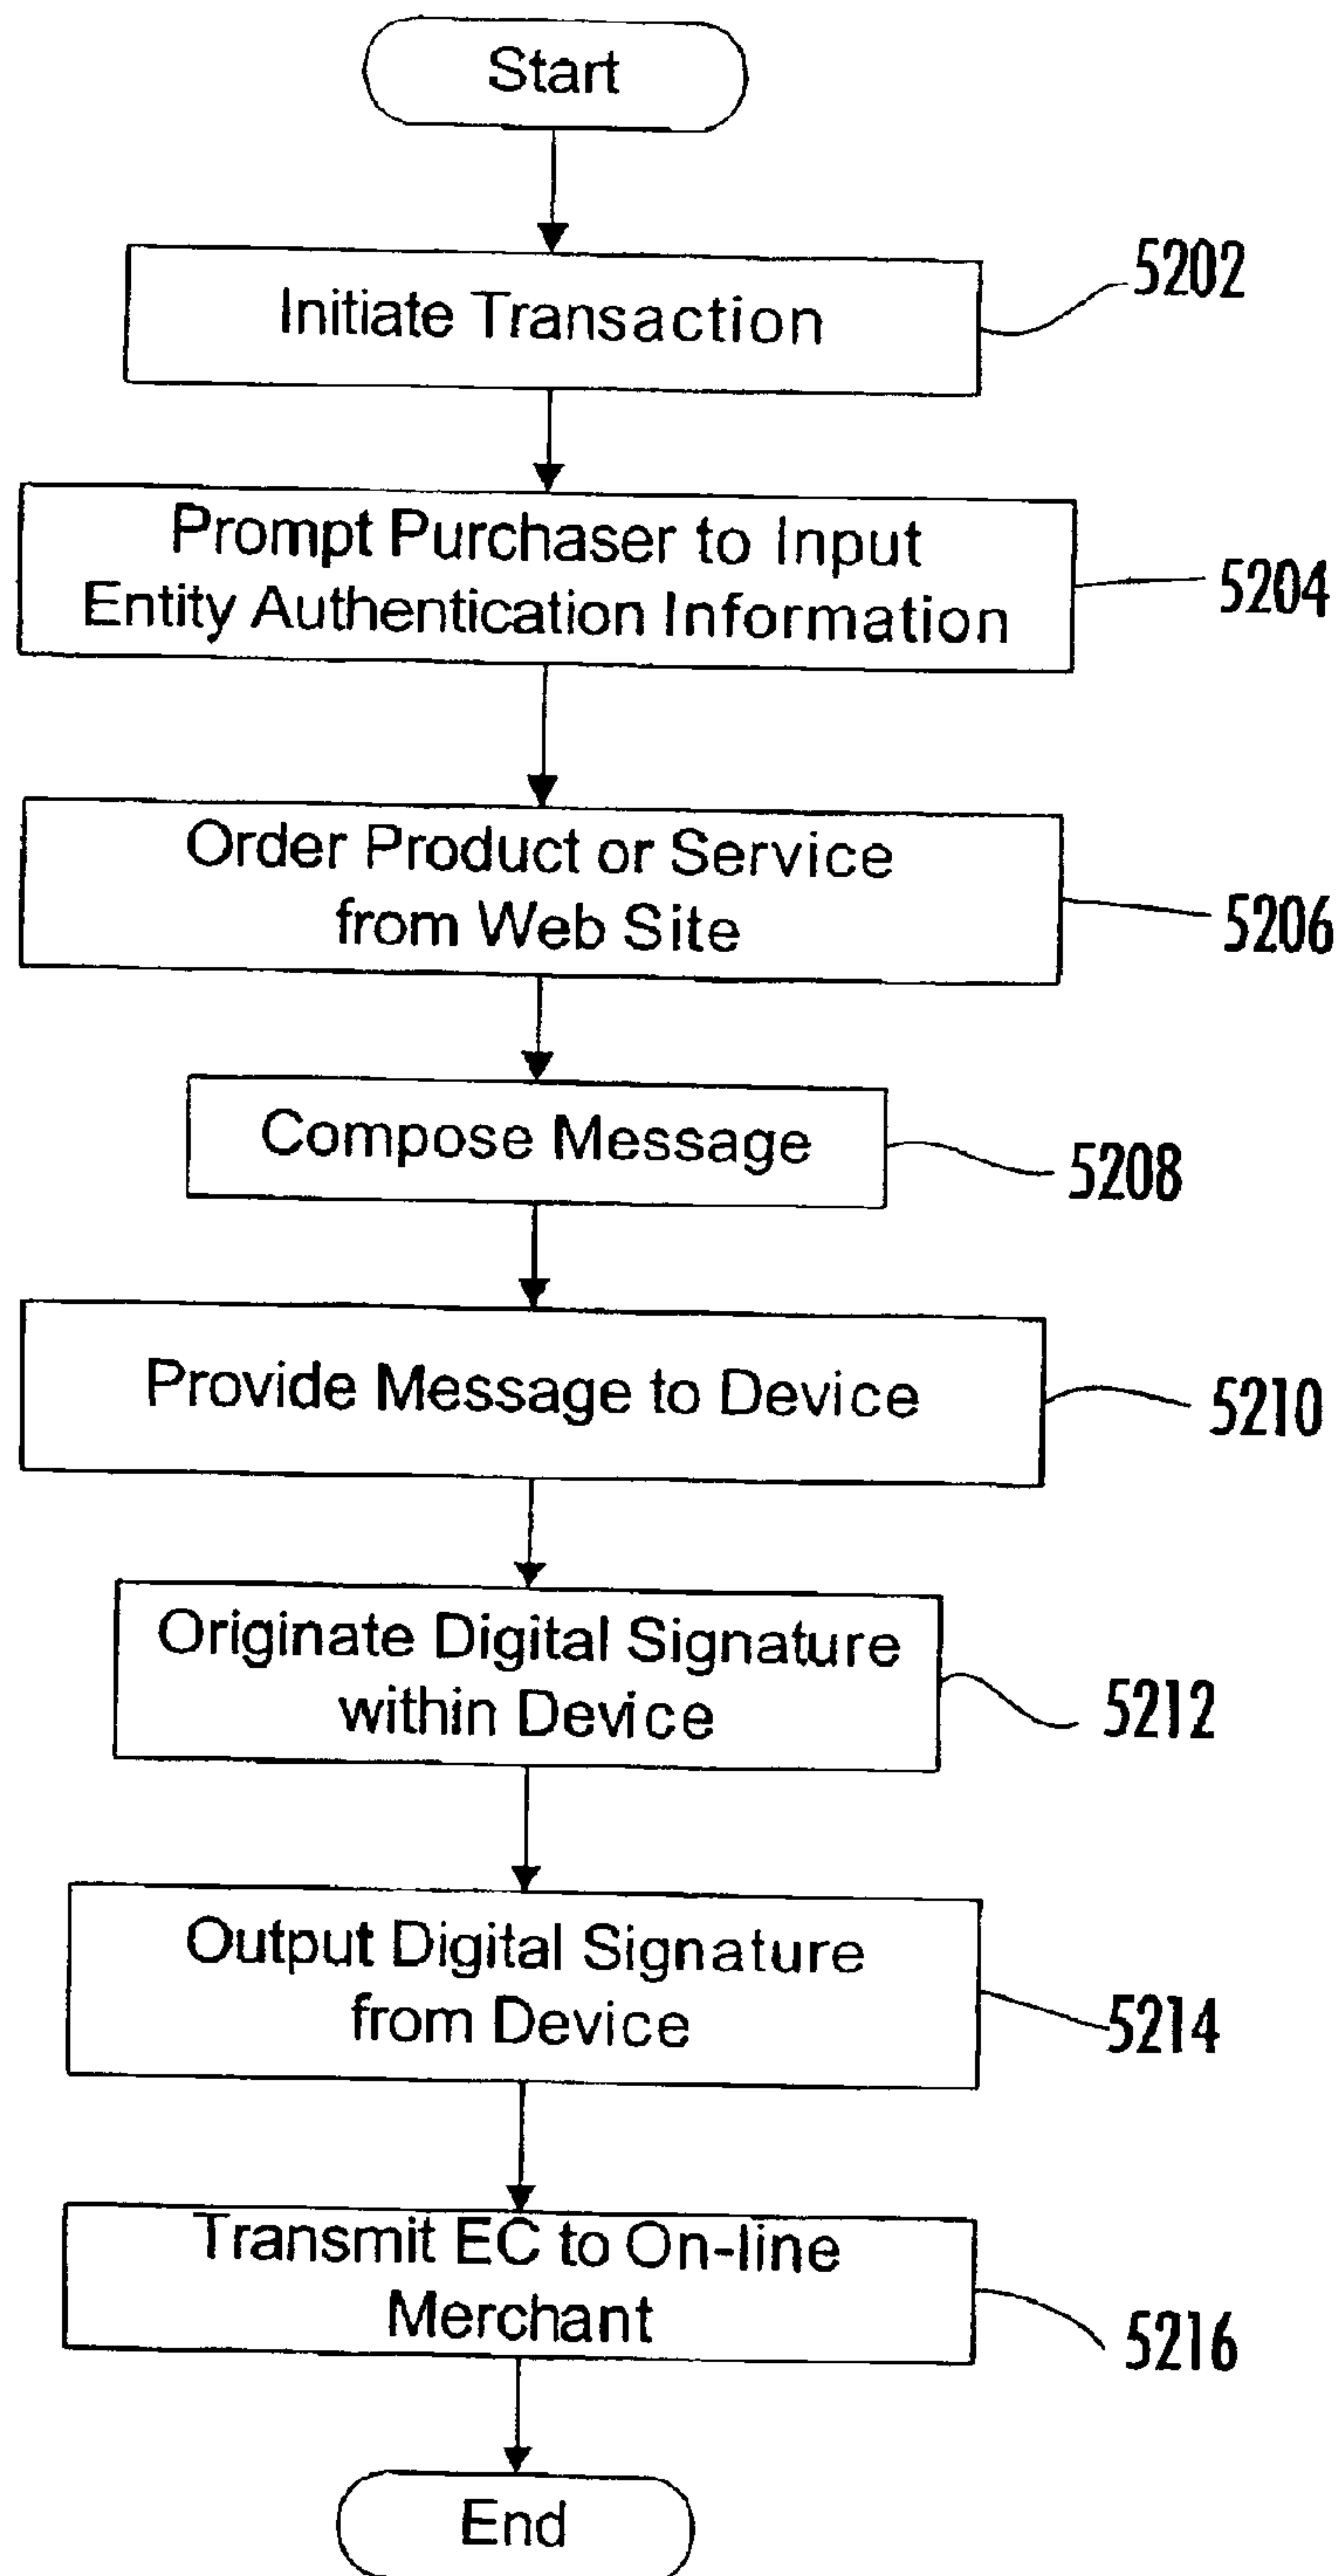 Start
Initiate Transaction
5202
Prompt Purchaser to Input
Entity Authentication Information
5204
Order Product or Service
from Web Site
5206
Compose Message
5208
Provide Message to Device
5210
Originate Digital Signature
within Device
5212
Output Digital Signature
from Device
5214
Transmit EC to On-line
Merchant
5216
End